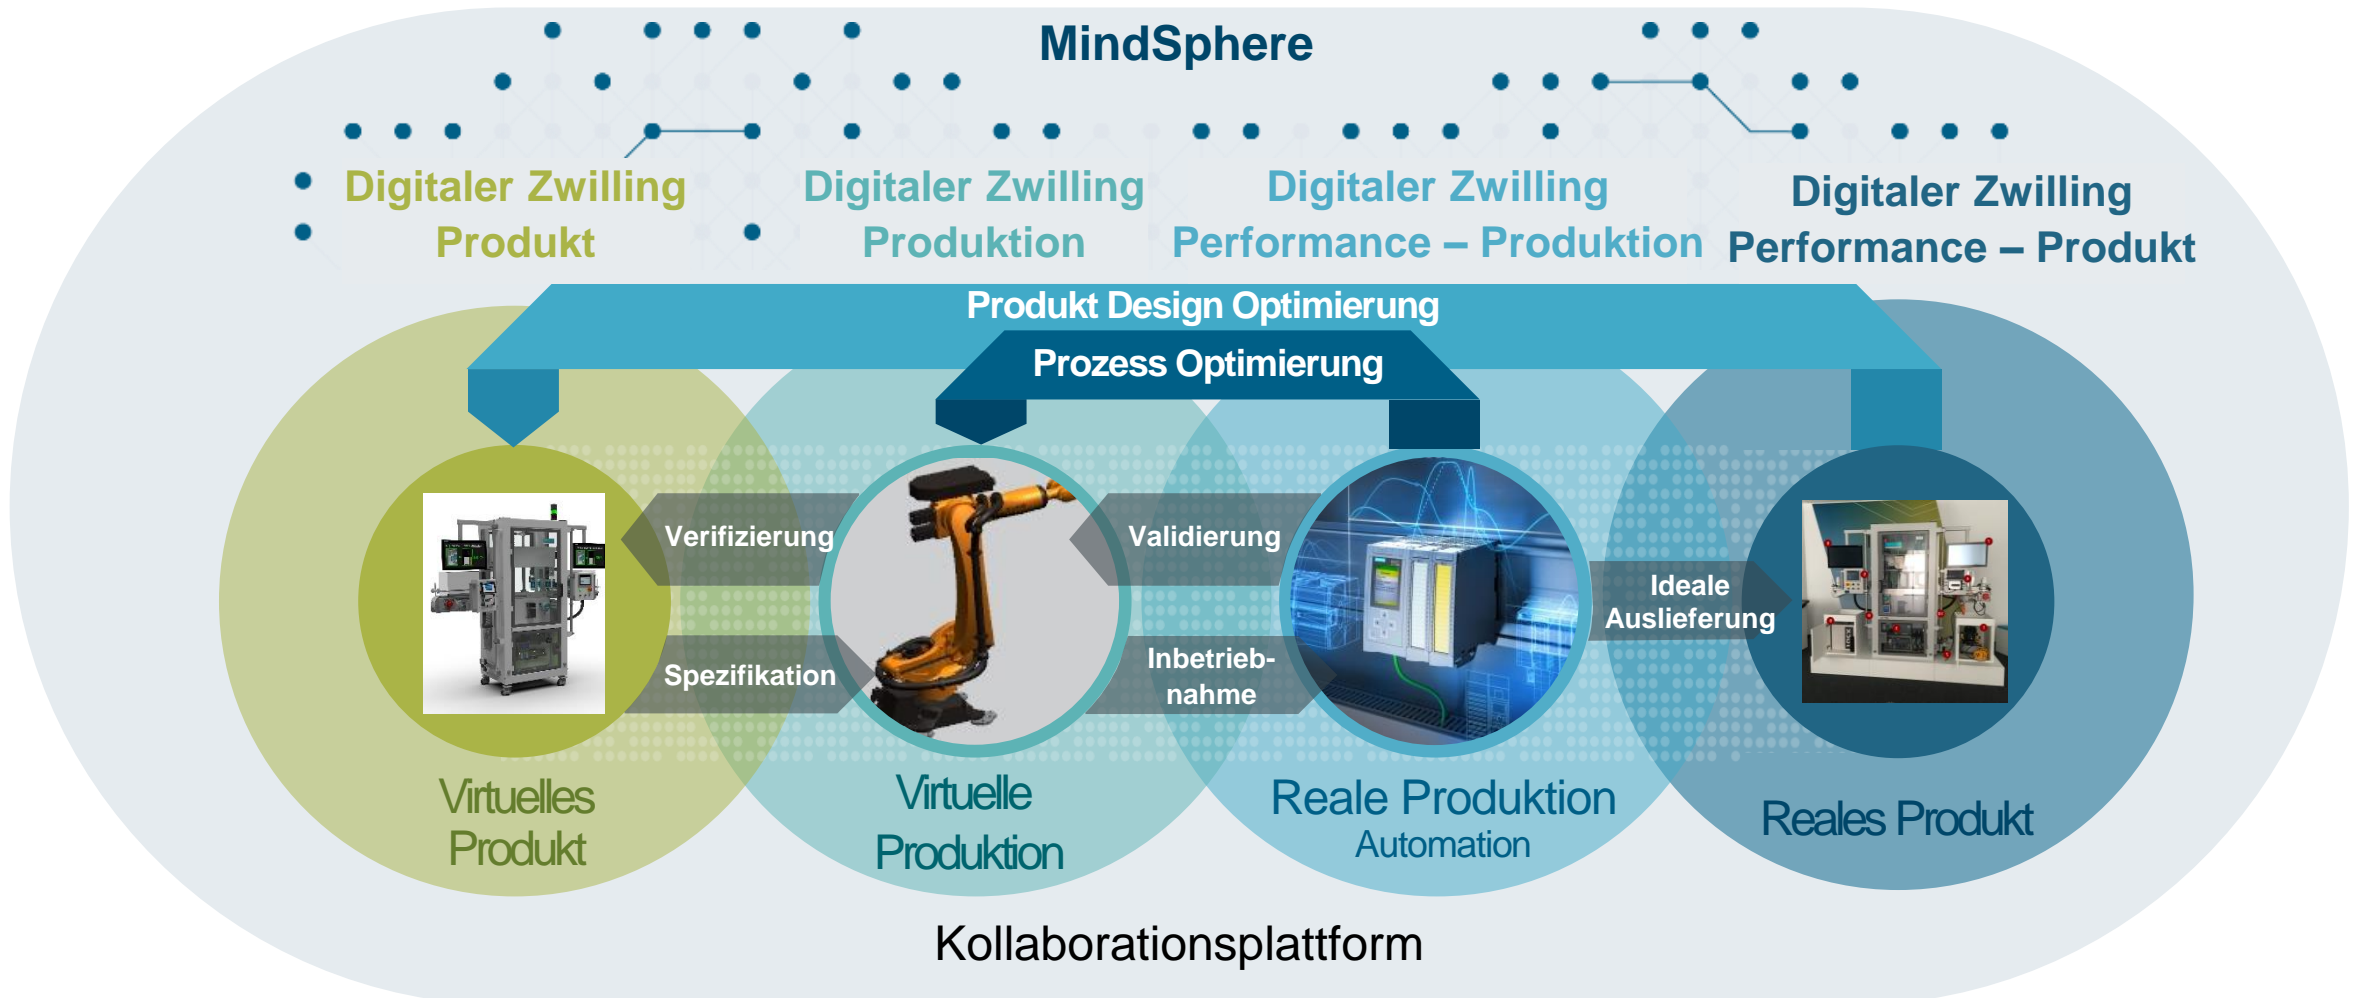 MindSphere
Digitaler Zwilling
Produkt
Digitaler Zwilling
Produktion
Digitaler Zwilling
Performance – Produktion
Digitaler Zwilling
Performance – Produkt
Produkt Design Optimierung
Prozess Optimierung
Verifizierung
Spezifikation
Validierung
Inbetrieb-
nahme
Ideale
Auslieferung
Virtuelles
Produkt
Virtuelle
Produktion
Reale Produktion
Automation
Reales Produkt
Kollaborationsplattform